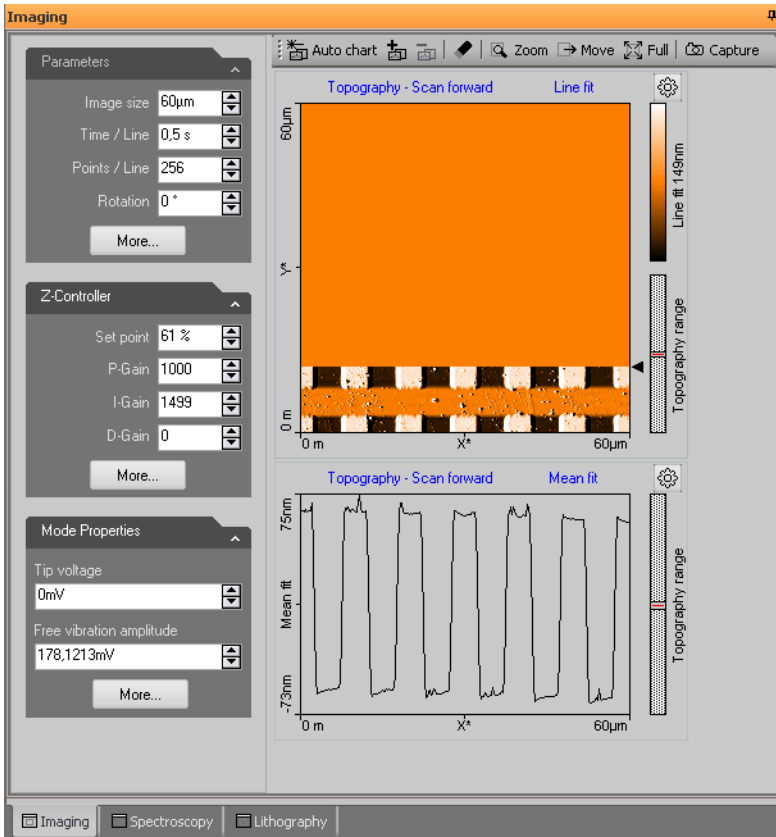 Imaging
Parameters
Image size 60µm
Time / Line 0,5 s
Points / Line 256
Rotation 0 °
More...
Z-Controller
Set point 61 %
P-Gain 1000
I-Gain 1499
D-Gain 0
More...
Mode Properties
Tip voltage
0mV
Free vibration amplitude
178,1213mV
More...
Auto chart Zoom Move Full Capture
Topography - Scan forward Line fit
60µm
Y*
0 m
0 m X* 60µm
Line fit 149nm
Topography range
Topography - Scan forward Mean fit
75nm
Mean fit
-73nm
0 m X* 60µm
Topography range
Imaging Spectroscopy Lithography